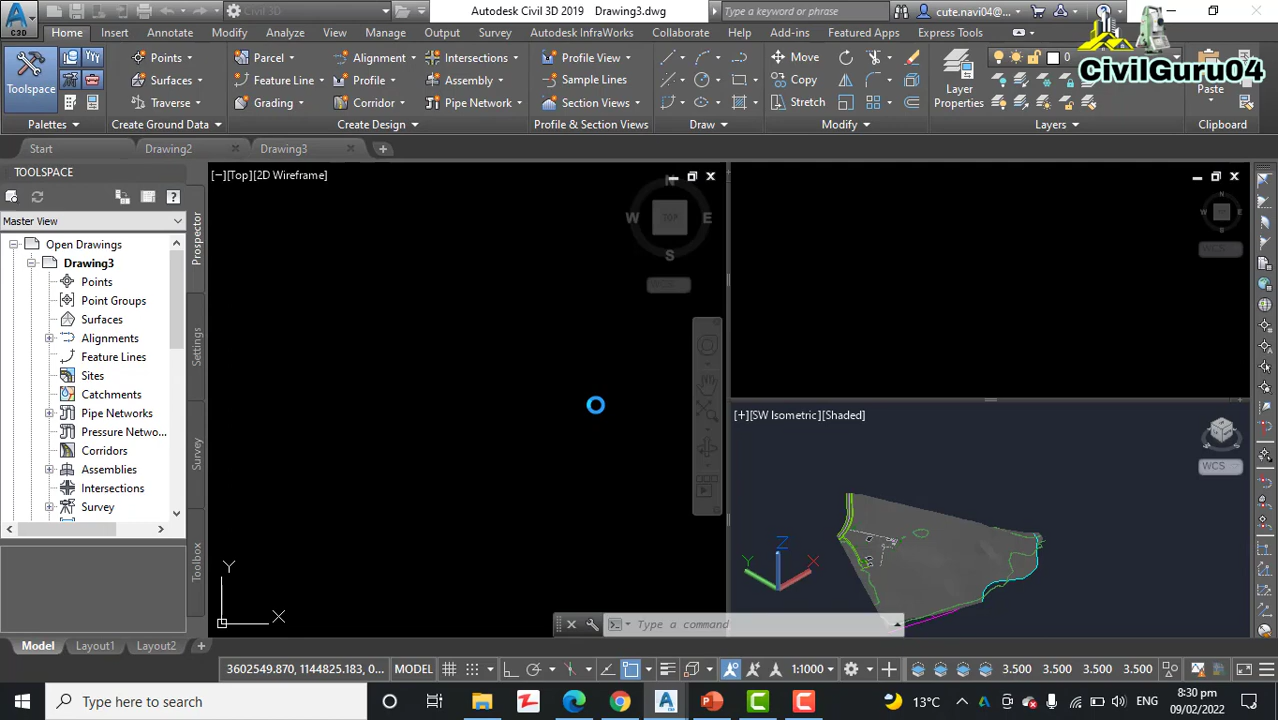 C3D
Civil 3D
Autodesk Civil 3D 2019 Drawing3.dwg
Type a keyword or phrase
cute.navi04@...
Home
Insert
Annotate
Modify
Analyze
View
Manage
Output
Survey
Autodesk InfraWorks
Collaborate
Help
Add-ins
Featured Apps
Express Tools
CivilGuru04
Toolspace
Points
Surfaces
Traverse
Parcel
Feature Line
Grading
Alignment
Profile
Corridor
Intersections
Assembly
Pipe Network
Profile View
Sample Lines
Section Views
Move
Copy
Stretch
Layer
Properties
0
Paste
Palettes
Create Ground Data
Create Design
Profile & Section Views
Draw
Modify
Layers
Clipboard
Start
Drawing2
Drawing3
TOOLSPACE
Master View
Open Drawings
Drawing3
Points
Point Groups
Surfaces
Alignments
Feature Lines
Sites
Catchments
Pipe Networks
Pressure Netwo...
Corridors
Assemblies
Intersections
Survey
Prospector
Settings
Survey
Toolbox
[−][Top][2D Wireframe]
N
W
TOP
E
S
WCS
Y
X
N
W
E
S
WCS
[+][SW Isometric][Shaded]
WCS
Z
Y
X
Type a command
Model
Layout1
Layout2
3602549.870, 1144825.183, 0...
MODEL
1:1000
3.500
3.500
3.500
3.500
Type here to search
13°C
ENG
8:30 pm
09/02/2022